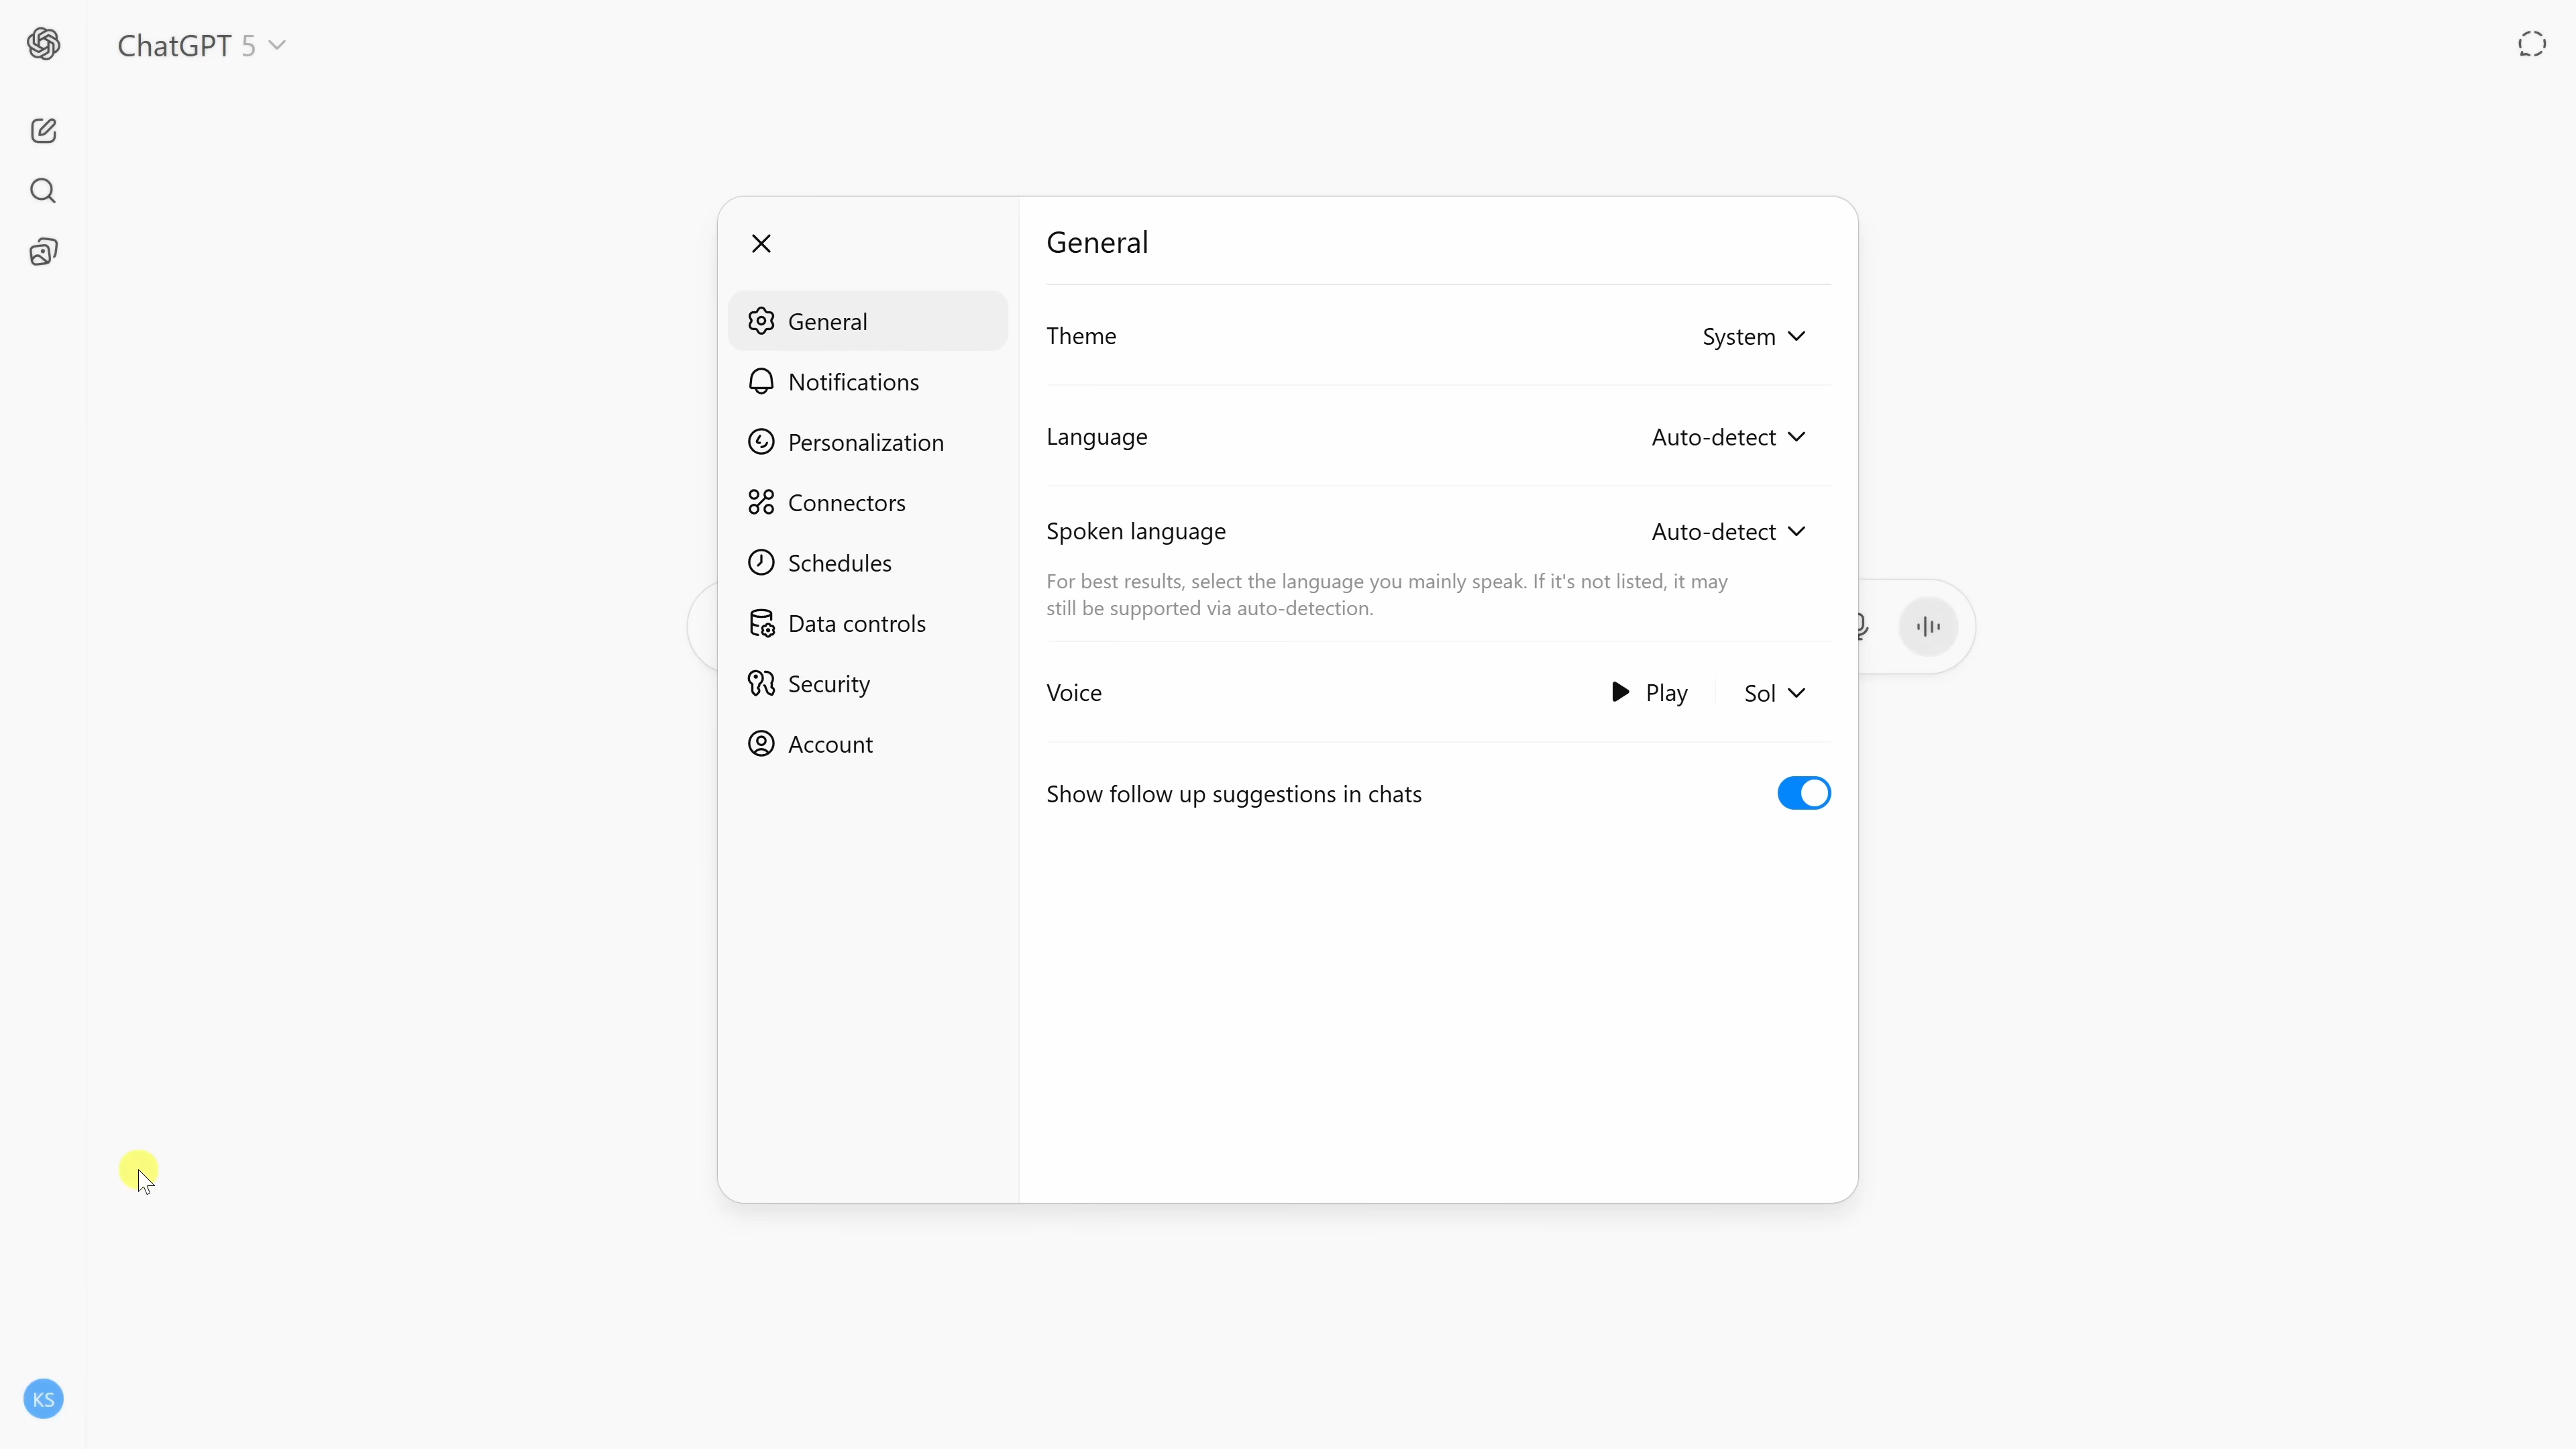 ChatGPT 5
General
Notifications
Personalization
Connectors
Schedules
Data controls
Security
Account
General
Theme System
Language Auto-detect
Spoken language Auto-detect
For best results, select the language you mainly speak. If it's not listed, it may
still be supported via auto-detection.
Voice Play Sol
Show follow up suggestions in chats
KS